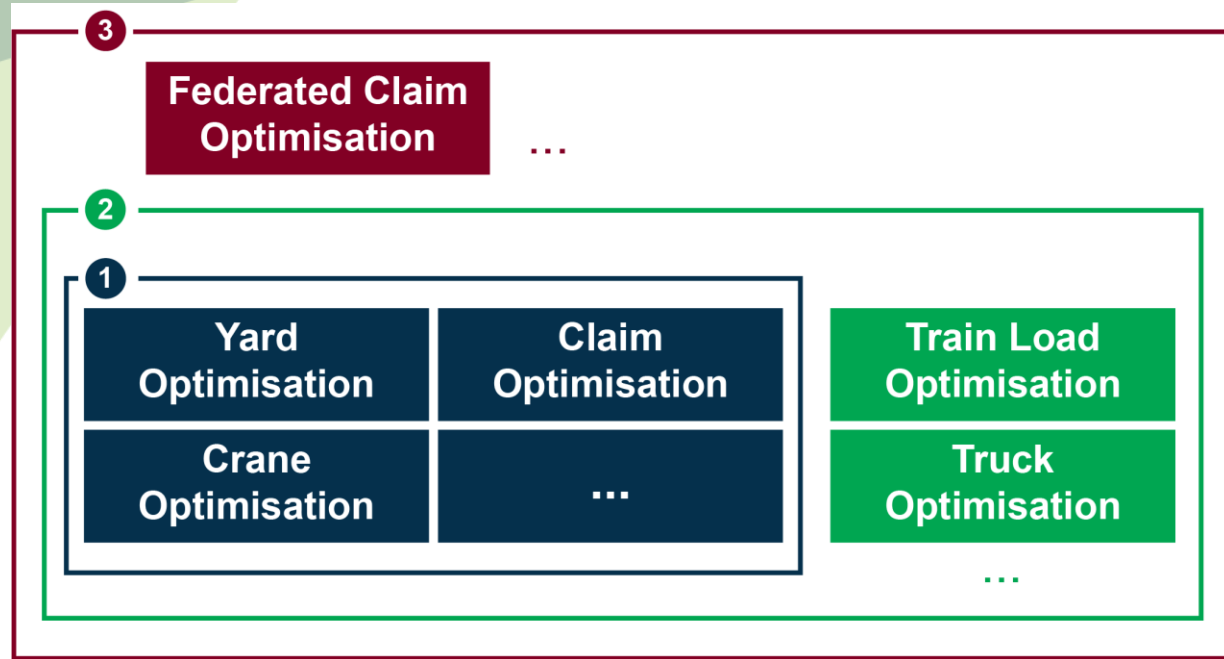 3
Federated Claim
Optimisation
...
2
1
Yard
Optimisation
Claim
Optimisation
Train Load
Optimisation
Crane
Optimisation
...
Truck
Optimisation
...